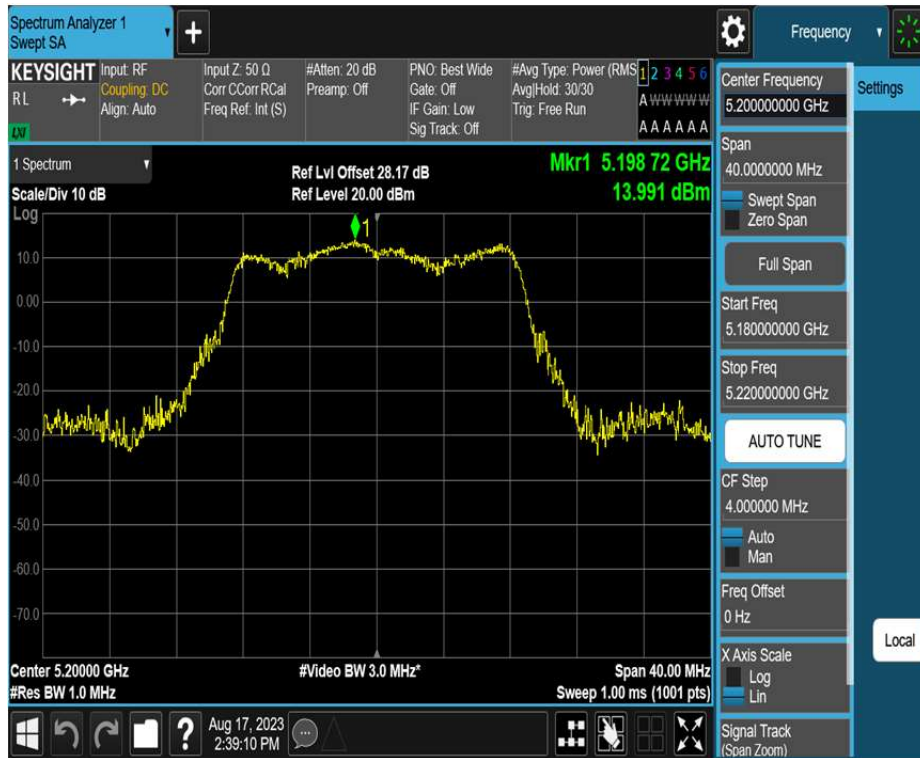 Spectrum Analyzer 1
Swept SA
+
Frequency
KEYSIGHT
RL
LXI
Input: RF
Coupling: DC
Align: Auto
Input Z: 50 Ω
Corr CCorr RCal
Freq Ref: Int (S)
#Atten: 20 dB
Preamp: Off
PNO: Best Wide
Gate: Off
IF Gain: Low
Sig Track: Off
#Avg Type: Power (RMS
Avg|Hold: 30/30
Trig: Free Run
1 2 3 4 5 6
A W W W W W
A A A A A A
1 Spectrum
Scale/Div 10 dB
Log
Ref Lvl Offset 28.17 dB
Ref Level 20.00 dBm
Mkr1 5.198 72 GHz
13.991 dBm
1
10.0
0.00
-10.0
-20.0
-30.0
-40.0
-50.0
-60.0
-70.0
Center 5.20000 GHz
#Res BW 1.0 MHz
#Video BW 3.0 MHz*
Span 40.00 MHz
Sweep 1.00 ms (1001 pts)
?
Aug 17, 2023
2:39:10 PM
Center Frequency
5.200000000 GHz
Span
40.0000000 MHz
Swept Span
Zero Span
Full Span
Start Freq
5.180000000 GHz
Stop Freq
5.220000000 GHz
AUTO TUNE
CF Step
4.000000 MHz
Auto
Man
Freq Offset
0 Hz
X Axis Scale
Log
Lin
Signal Track
(Span Zoom)
Settings
Local